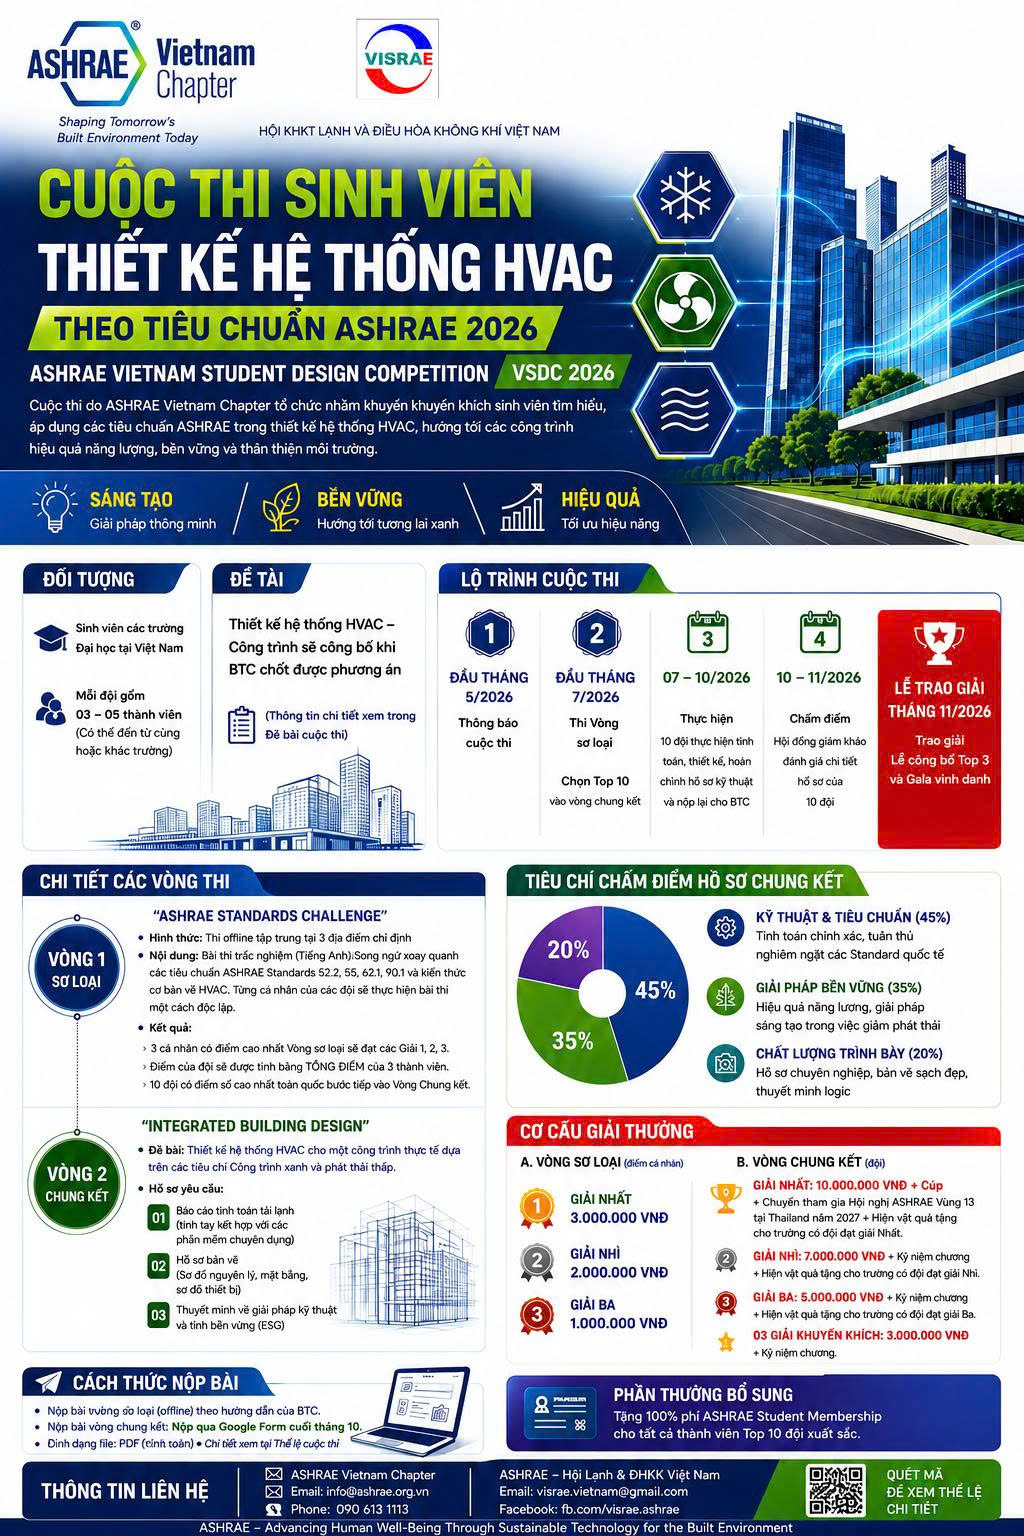 ASHRAE®
Vietnam
Chapter
Shaping Tomorrow's
Built Environment Today
VISRAE
HỘI KHKT LẠNH VÀ ĐIỀU HÒA KHÔNG KHÍ VIỆT NAM
CUỘC THI SINH VIÊN
THIẾT KẾ HỆ THỐNG HVAC
THEO TIÊU CHUẨN ASHRAE 2026
ASHRAE VIETNAM STUDENT DESIGN COMPETITION VSDC 2026
Cuộc thi do ASHRAE Vietnam Chapter tổ chức nhằm khuyến khuyến khích sinh viên tìm hiểu,
áp dụng các tiêu chuẩn ASHRAE trong thiết kế hệ thống HVAC, hướng tới các công trình
hiệu quả năng lượng, bền vững và thân thiện môi trường.
SÁNG TẠO
Giải pháp thông minh
BỀN VỮNG
Hướng tới tương lai xanh
HIỆU QUẢ
Tối ưu hiệu năng
ĐỐI TƯỢNG
Sinh viên các trường
Đại học tại Việt Nam
Mỗi đội gồm
03 – 05 thành viên
(Có thể đến từ cùng
hoặc khác trường)
ĐỀ TÀI
Thiết kế hệ thống HVAC –
Công trình sẽ công bố khi
BTC chốt được phương án
(Thông tin chi tiết xem trong
Đề bài cuộc thi)
LỘ TRÌNH CUỘC THI
1
ĐẦU THÁNG
5/2026
Thông báo
cuộc thi
2
ĐẦU THÁNG
7/2026
Thi Vòng
sơ loại
Chọn Top 10
vào vòng chung kết
3
07 – 10/2026
Thực hiện
10 đội thực hiện tính
toán, thiết kế, hoàn
chỉnh hồ sơ kỹ thuật
và nộp lại cho BTC
4
10 – 11/2026
Chấm điểm
Hội đồng giám khảo
đánh giá chi tiết
hồ sơ của
10 đội
LỄ TRAO GIẢI
THÁNG 11/2026
Trao giải
Lễ công bố Top 3
và Gala vinh danh
CHI TIẾT CÁC VÒNG THI
VÒNG 1
SƠ LOẠI
"ASHRAE STANDARDS CHALLENGE"
• Hình thức: Thi offline tập trung tại 3 địa điểm chỉ định
• Nội dung: Bài thi trắc nghiệm (Tiếng Anh)/Song ngữ xoay quanh
các tiêu chuẩn ASHRAE Standards 52.2, 55, 62.1, 90.1 và kiến thức
cơ bản về HVAC. Từng cá nhân của các đội sẽ thực hiện bài thi
một cách độc lập.
• Kết quả:
› 3 cá nhân có điểm cao nhất Vòng sơ loại sẽ đạt các Giải 1, 2, 3.
› Điểm của đội sẽ được tính bằng TỔNG ĐIỂM của 3 thành viên.
› 10 đội có điểm số cao nhất toàn quốc bước tiếp vào Vòng Chung kết.
VÒNG 2
CHUNG KẾT
"INTEGRATED BUILDING DESIGN"
• Đề bài: Thiết kế hệ thống HVAC cho một công trình thực tế dựa
trên các tiêu chí Công trình xanh và phát thải thấp.
• Hồ sơ yêu cầu:
01
Báo cáo tính toán tải lạnh
(tính tay kết hợp với các
phần mềm chuyên dụng)
02
Hồ sơ bản vẽ
(Sơ đồ nguyên lý, mặt bằng,
sơ đồ thiết bị)
03
Thuyết minh về giải pháp kỹ thuật
và tính bền vững (ESG)
TIÊU CHÍ CHẤM ĐIỂM HỒ SƠ CHUNG KẾT
20%
45%
35%
KỸ THUẬT & TIÊU CHUẨN (45%)
Tính toán chính xác, tuân thủ
nghiêm ngặt các Standard quốc tế
GIẢI PHÁP BỀN VỮNG (35%)
Hiệu quả năng lượng, giải pháp
sáng tạo trong việc giảm phát thải
CHẤT LƯỢNG TRÌNH BÀY (20%)
Hồ sơ chuyên nghiệp, bản vẽ sạch đẹp,
thuyết minh logic
CƠ CẤU GIẢI THƯỞNG
A. VÒNG SƠ LOẠI (điểm cá nhân)
1
GIẢI NHẤT
3.000.000 VNĐ
2
GIẢI NHÌ
2.000.000 VNĐ
3
GIẢI BA
1.000.000 VNĐ
B. VÒNG CHUNG KẾT (đội)
GIẢI NHẤT: 10.000.000 VNĐ + Cúp
+ Chuyến tham gia Hội nghị ASHRAE Vùng 13
tại Thailand năm 2027 + Hiện vật quà tặng
cho trường có đội đạt giải Nhất.
2
GIẢI NHÌ: 7.000.000 VNĐ + Kỷ niệm chương
+ Hiện vật quà tặng cho trường có đội đạt giải Nhì.
3
GIẢI BA: 5.000.000 VNĐ + Kỷ niệm chương
+ Hiện vật quà tặng cho trường có đội đạt giải Ba.
03 GIẢI KHUYẾN KHÍCH: 3.000.000 VNĐ
+ Kỷ niệm chương.
CÁCH THỨC NỘP BÀI
• Nộp bài vòng sơ loại (offline) theo hướng dẫn của BTC.
• Nộp bài vòng chung kết: Nộp qua Google Form cuối tháng 10.
• Định dạng file: PDF (tính toàn) • Chi tiết xem tại Thể lệ cuộc thi
PHẦN THƯỞNG BỔ SUNG
Tặng 100% phí ASHRAE Student Membership
cho tất cả thành viên Top 10 đội xuất sắc.
THÔNG TIN LIÊN HỆ
ASHRAE Vietnam Chapter
Email: info@ashrae.org.vn
Phone: 090 613 1113
ASHRAE – Hội Lạnh & ĐHKK Việt Nam
Email: visrae.vietnam@gmail.com
Facebook: fb.com/visrae.ashrae
QUÉT MÃ
ĐỂ XEM THỂ LỆ
CHI TIẾT
ASHRAE – Advancing Human Well-Being Through Sustainable Technology for the Built Environment